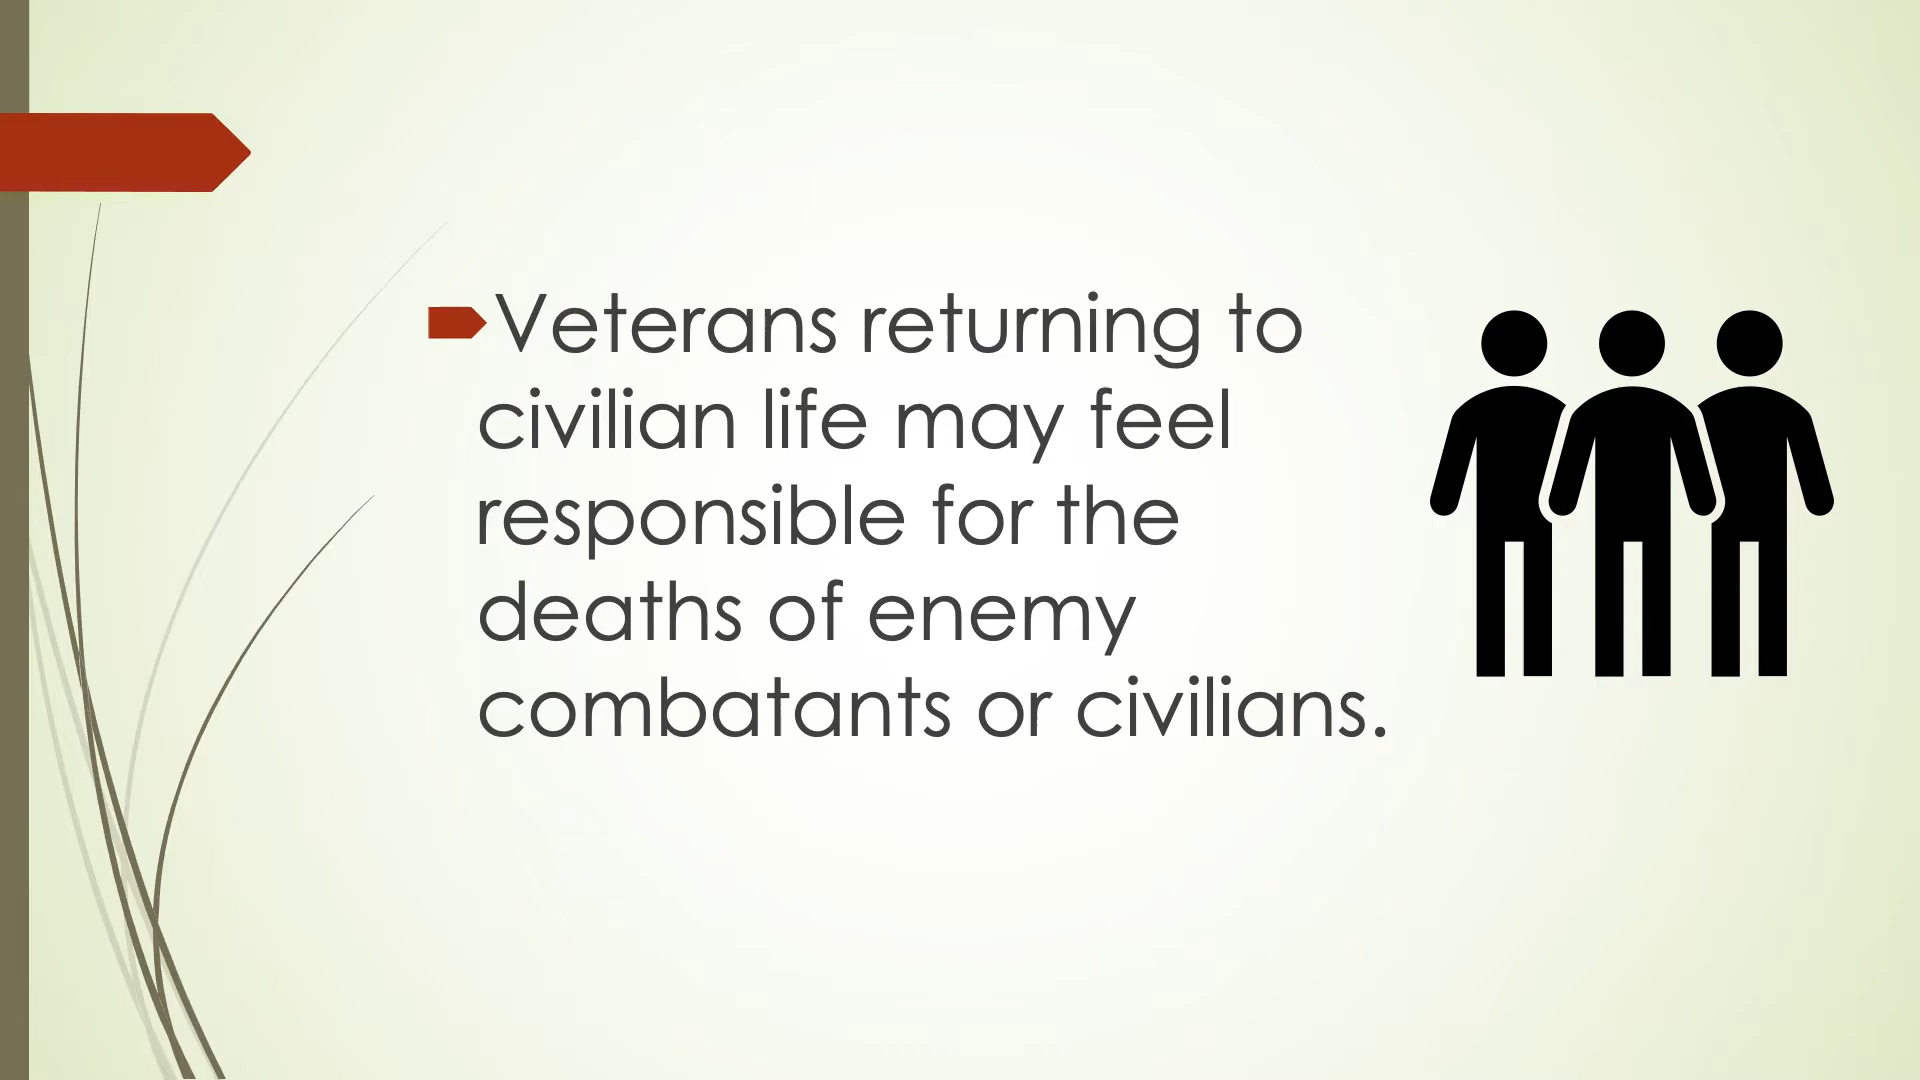 Veterans returning to
civilian life may feel
responsible for the
deaths of enemy
combatants or civilians.